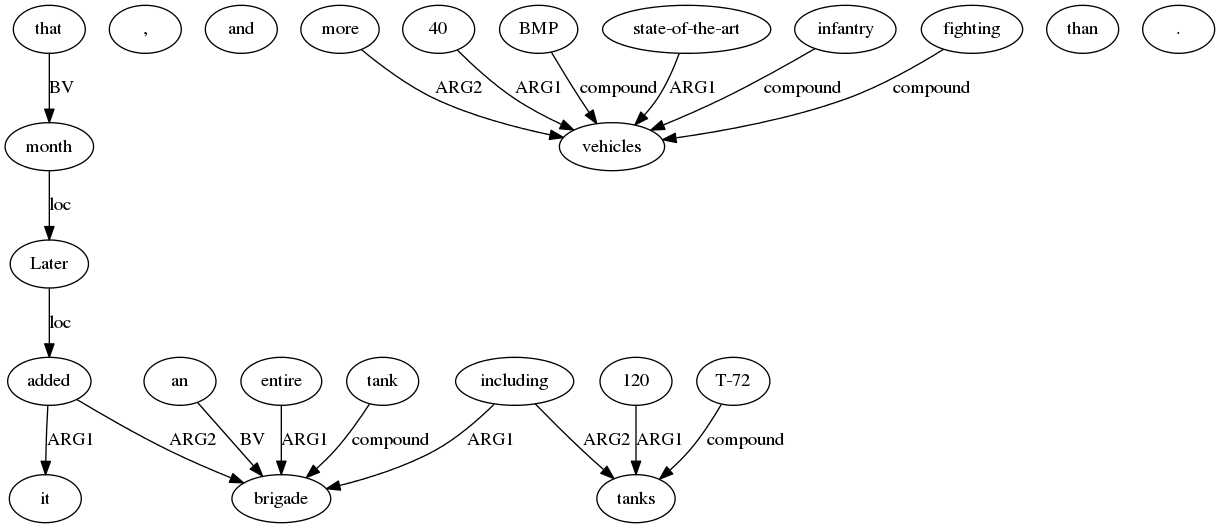 that , and more 40 BMP state-of-the-art infantry fighting than .
BV ARG2 ARG1 compound ARG1 compound compound
month vehicles
loc
Later
loc
added an entire tank including 120 T-72
ARG1 ARG2 BV ARG1 compound ARG1 ARG2 ARG1 compound
it brigade tanks